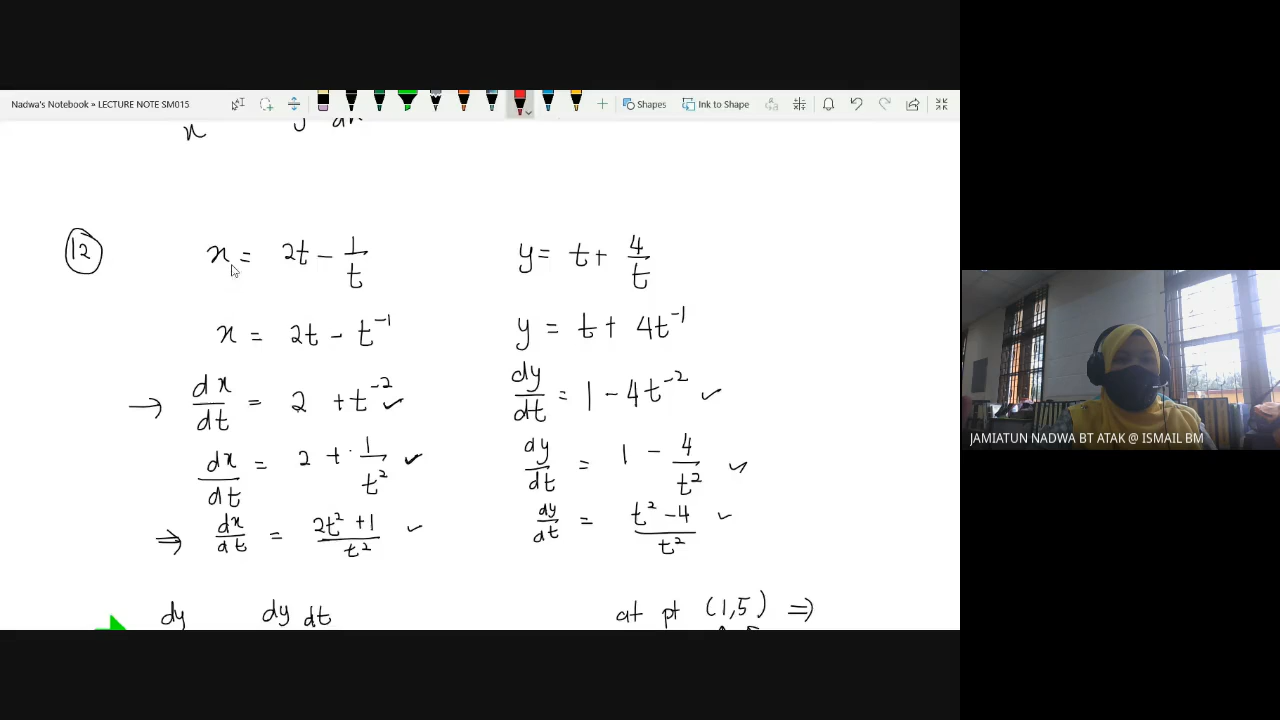 Nadwa's Notebook » LECTURE NOTE SM015
Shapes
Ink to Shape
x y dx
12
x = 2t - 1/t
y = t + 4/t
x = 2t - t⁻¹
y = t + 4t⁻¹
→ dx/dt = 2 + t⁻² ✓
dy/dt = 1 - 4t⁻² ✓
dx/dt = 2 + 1/t² ✓
dy/dt = 1 - 4/t² ✓
⇒ dx/dt = (2t² + 1)/t² ✓
dy/dt = (t² - 4)/t² ✓
dy dy dt
at pt (1,5) ⇒
JAMIATUN NADWA BT ATAK @ ISMAIL BM